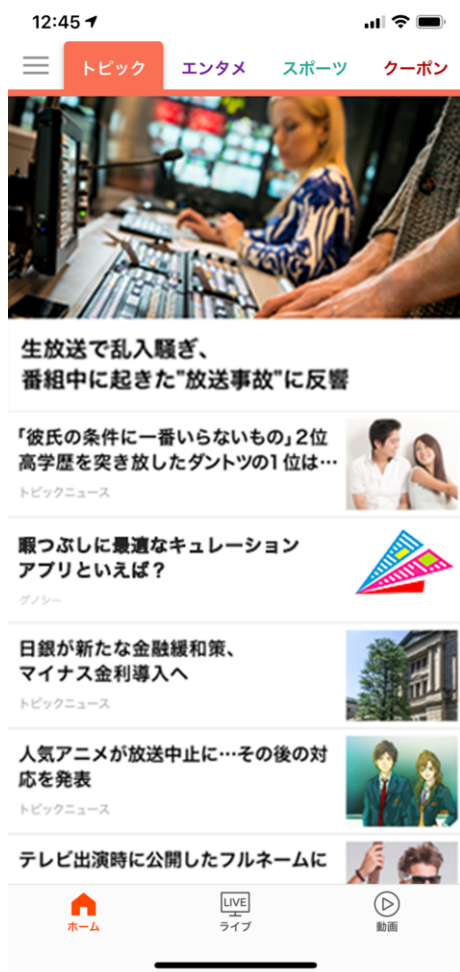 12:45
トピック エンタメ スポーツ クーポン
生放送で乱入騒ぎ、
番組中に起きた"放送事故"に反響
「彼氏の条件に一番いらないもの」2位
高学歴を突き放したダントツの1位は…
トピックニュース
暇つぶしに最適なキュレーション
アプリといえば？
グノシー
日銀が新たな金融緩和策、
マイナス金利導入へ
トピックニュース
人気アニメが放送中止に…その後の対
応を発表
トピックニュース
テレビ出演時に公開したフルネームに
LIVE
ホーム ライブ 動画